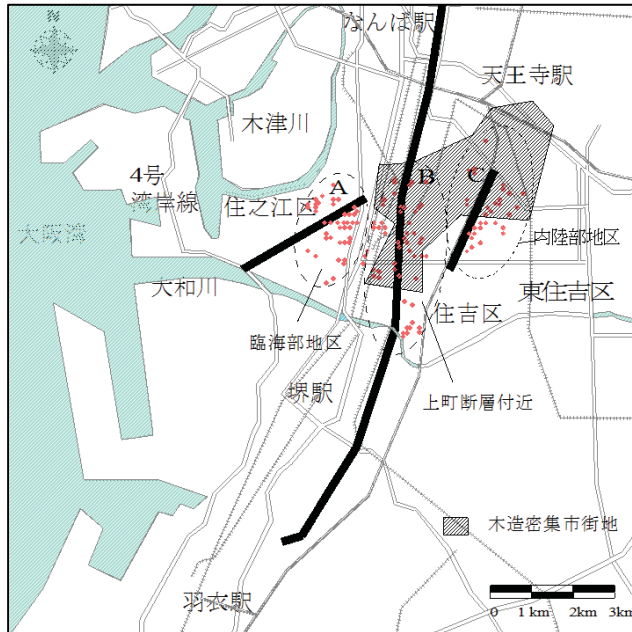 N
なんば駅
天王寺駅
木津川
4号
湾岸線
A
B
C
住之江区
大阪湾
内陸部地区
大和川
東住吉区
住吉区
臨海部地区
堺駅
上町断層付近
木造密集市街地
羽衣駅
0 1 km 2km 3km